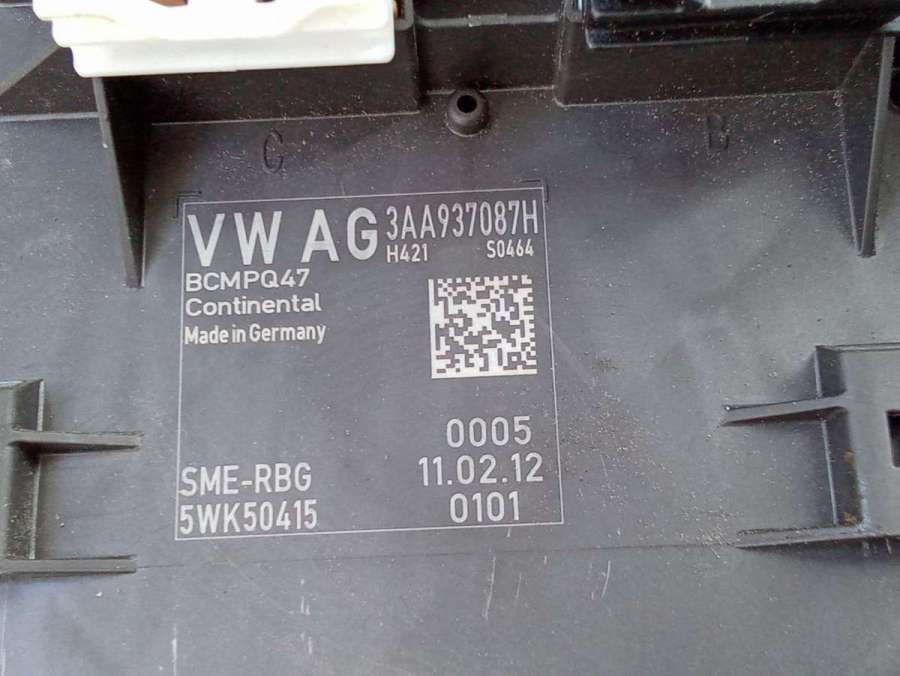 C B
VW AG 3AA937087H
H421 S0464
BCMPQ47
Continental
Made in Germany
0005
SME-RBG 11.02.12
5WK50415 0101